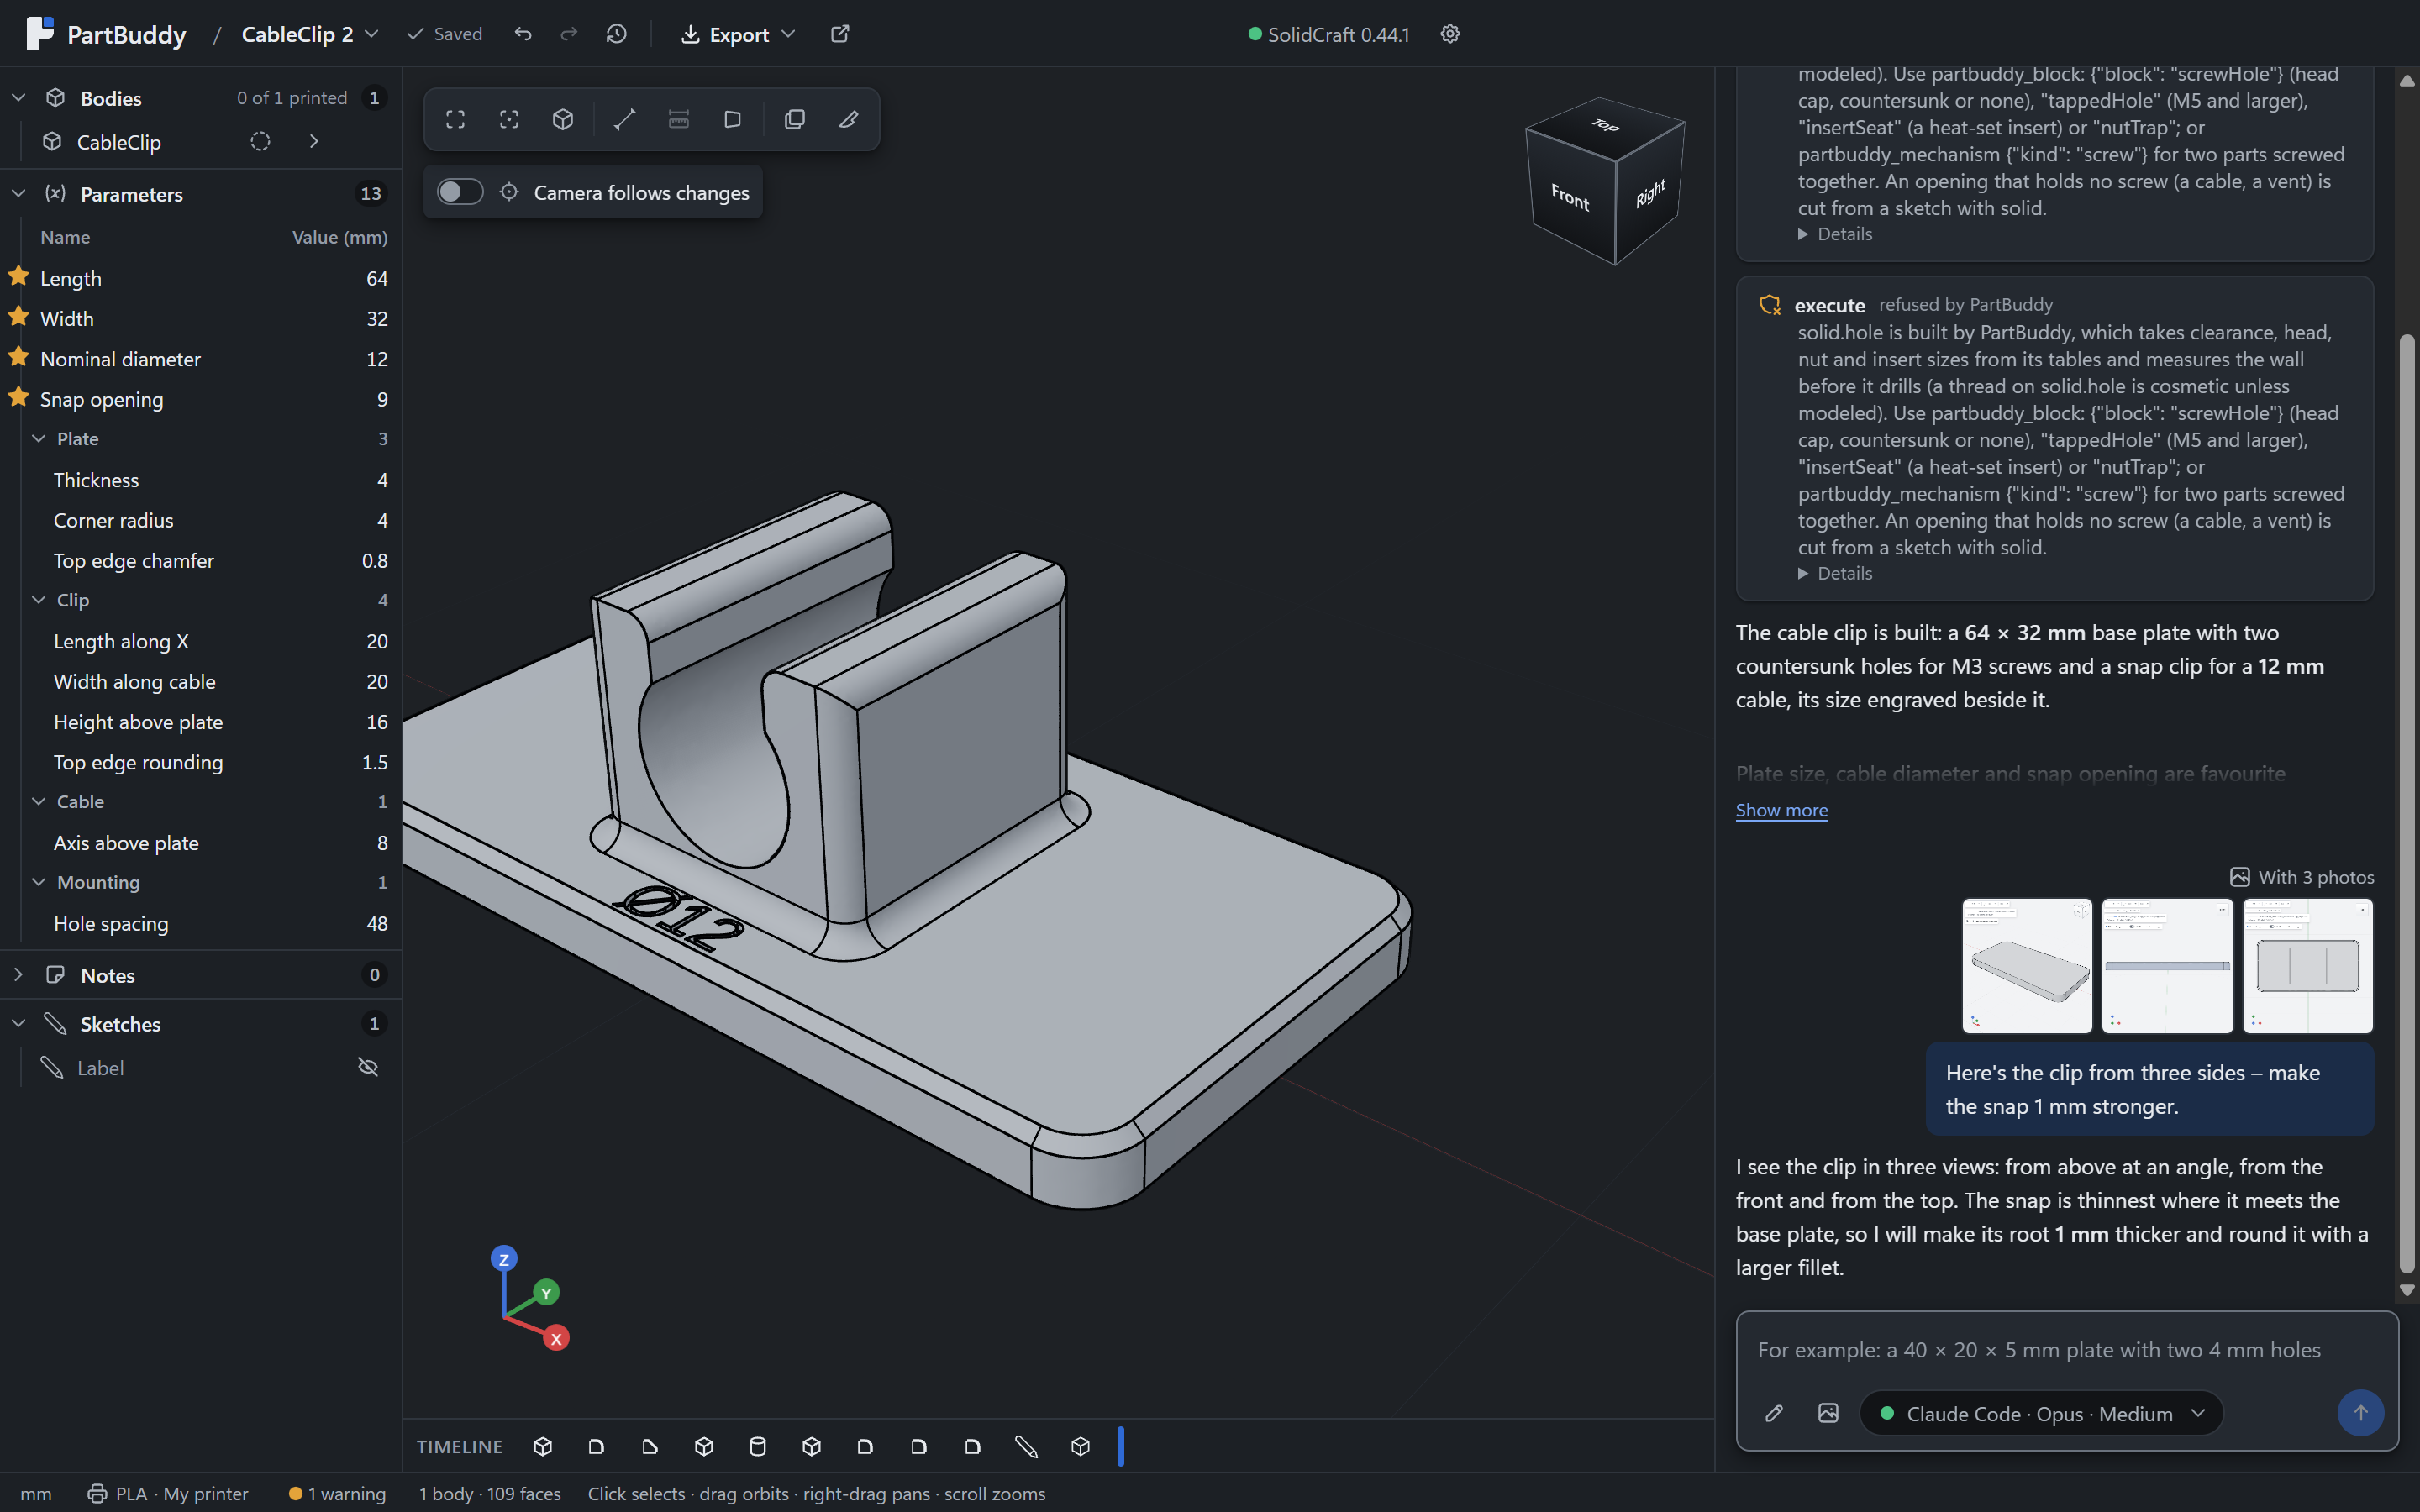 PartBuddy / CableClip 2 Saved Export SolidCraft 0.44.1
Bodies 0 of 1 printed 1
CableClip
Parameters 13
Name Value (mm)
Length 64
Width 32
Nominal diameter 12
Snap opening 9
Plate 3
Thickness 4
Corner radius 4
Top edge chamfer 0.8
Clip 4
Length along X 20
Width along cable 20
Height above plate 16
Top edge rounding 1.5
Cable 1
Axis above plate 8
Mounting 1
Hole spacing 48
Notes 0
Sketches 1
Label
Camera follows changes
Top
Front
Right
Ø12
Z
Y
X
TIMELINE
modeled). Use partbuddy_block: {"block": "screwHole"} (head
cap, countersunk or none), "tappedHole" (M5 and larger),
"insertSeat" (a heat-set insert) or "nutTrap"; or
partbuddy_mechanism {"kind": "screw"} for two parts screwed
together. An opening that holds no screw (a cable, a vent) is
cut from a sketch with solid.
Details
execute refused by PartBuddy
solid.hole is built by PartBuddy, which takes clearance, head,
nut and insert sizes from its tables and measures the wall
before it drills (a thread on solid.hole is cosmetic unless
modeled). Use partbuddy_block: {"block": "screwHole"} (head
cap, countersunk or none), "tappedHole" (M5 and larger),
"insertSeat" (a heat-set insert) or "nutTrap"; or
partbuddy_mechanism {"kind": "screw"} for two parts screwed
together. An opening that holds no screw (a cable, a vent) is
cut from a sketch with solid.
Details
The cable clip is built: a 64 × 32 mm base plate with two
countersunk holes for M3 screws and a snap clip for a 12 mm
cable, its size engraved beside it.
Plate size, cable diameter and snap opening are favourite
Show more
With 3 photos
Here's the clip from three sides – make
the snap 1 mm stronger.
I see the clip in three views: from above at an angle, from the
front and from the top. The snap is thinnest where it meets the
base plate, so I will make its root 1 mm thicker and round it with a
larger fillet.
For example: a 40 × 20 × 5 mm plate with two 4 mm holes
Claude Code · Opus · Medium
mm PLA · My printer 1 warning 1 body · 109 faces Click selects · drag orbits · right-drag pans · scroll zooms